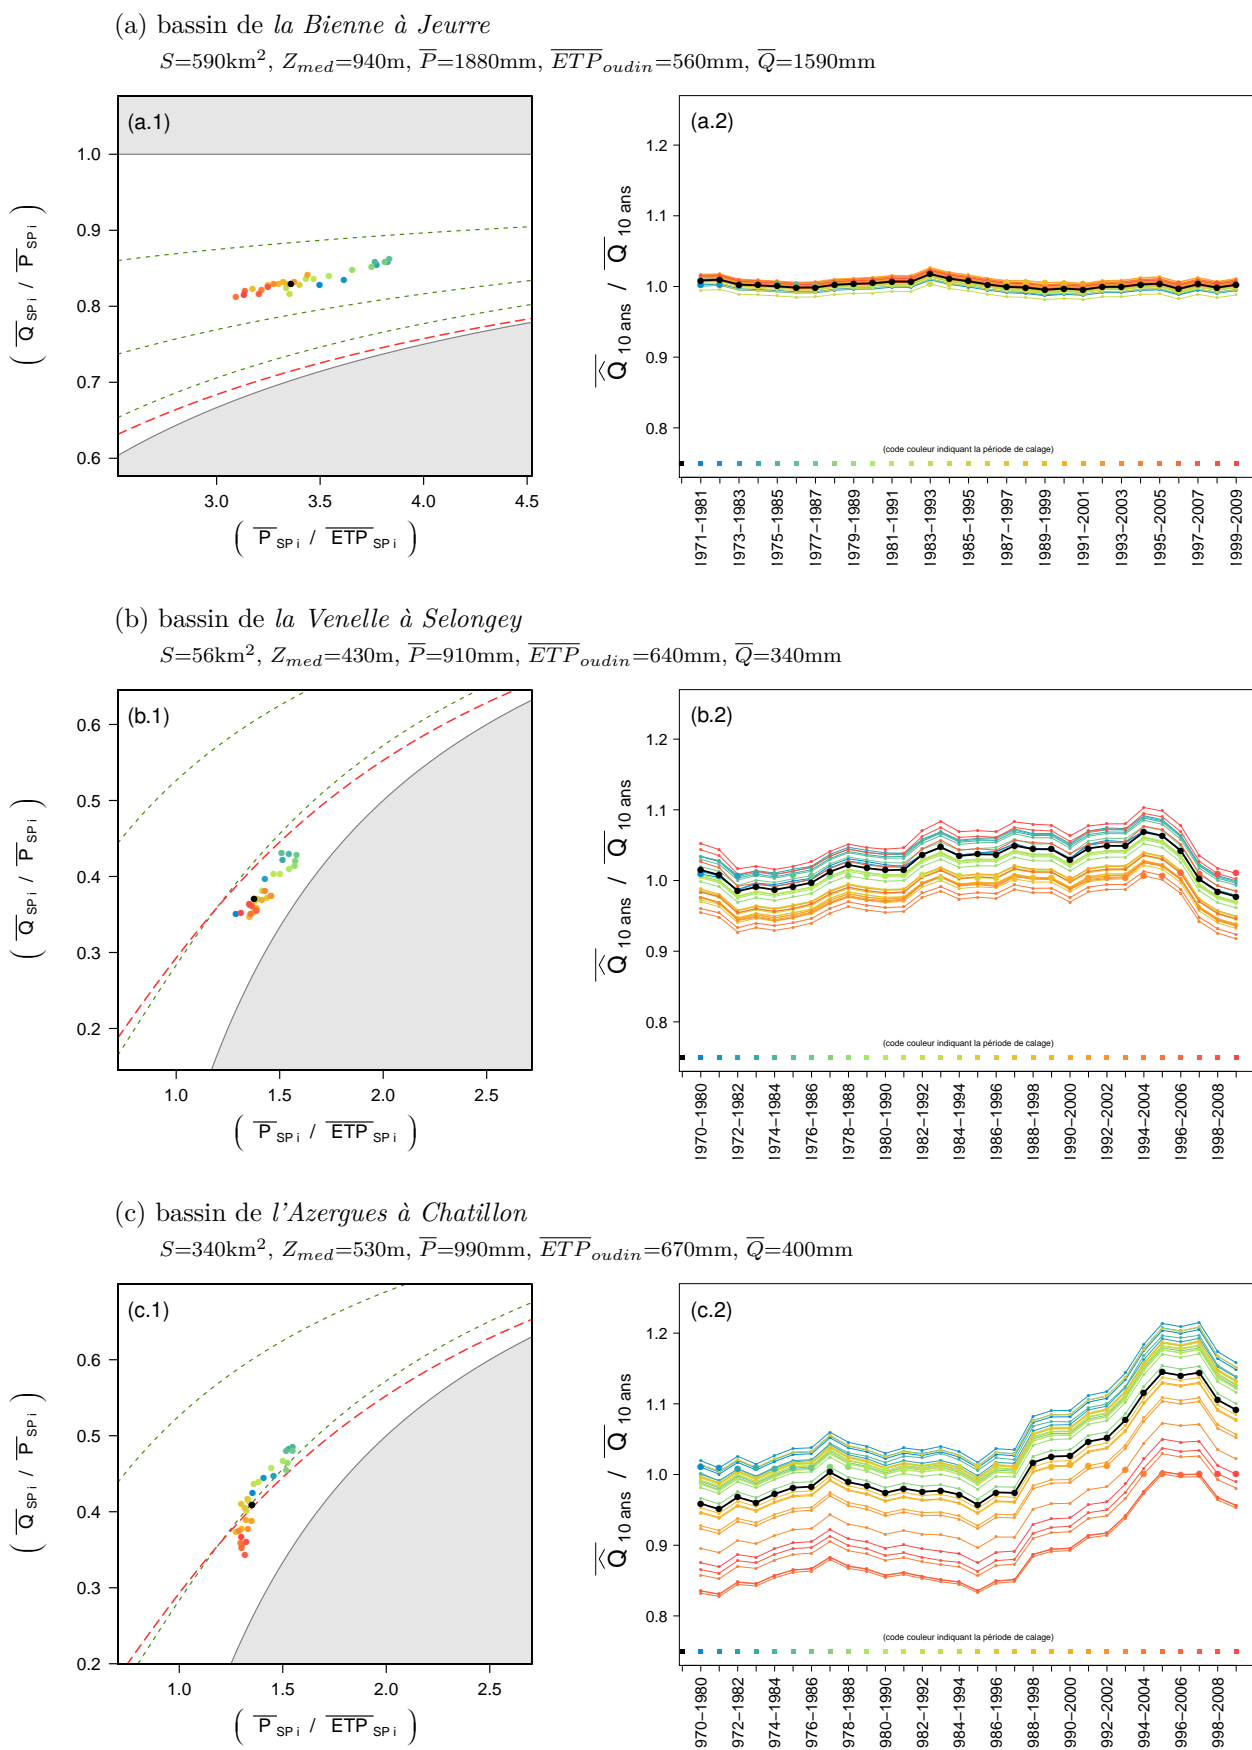 (a) bassin de la Bienne à Jeurre
S=590km², Z_med=940m, P̅=1880mm, E̅T̅P̅_oudin=560mm, Q̅=1590mm
(a.1)
1.0
0.9
0.8
0.7
0.6
3.0 3.5 4.0 4.5
( Q̅ SP i / P̅ SP i )
( P̅ SP i / E̅T̅P̅ SP i )
(a.2)
1.2
1.1
1.0
0.9
0.8
Q̂ 10 ans / Q̅ 10 ans
(code couleur indiquant la période de calage)
1971−1981 1973−1983 1975−1985 1977−1987 1979−1989 1981−1991 1983−1993 1985−1995 1987−1997 1989−1999 1991−2001 1993−2003 1995−2005 1997−2007 1999−2009
(b) bassin de la Venelle à Selongey
S=56km², Z_med=430m, P̅=910mm, E̅T̅P̅_oudin=640mm, Q̅=340mm
(b.1)
0.6
0.5
0.4
0.3
0.2
1.0 1.5 2.0 2.5
( Q̅ SP i / P̅ SP i )
( P̅ SP i / E̅T̅P̅ SP i )
(b.2)
1.2
1.1
1.0
0.9
0.8
Q̂ 10 ans / Q̅ 10 ans
(code couleur indiquant la période de calage)
1970−1980 1972−1982 1974−1984 1976−1986 1978−1988 1980−1990 1982−1992 1984−1994 1986−1996 1988−1998 1990−2000 1992−2002 1994−2004 1996−2006 1998−2008
(c) bassin de l'Azergues à Chatillon
S=340km², Z_med=530m, P̅=990mm, E̅T̅P̅_oudin=670mm, Q̅=400mm
(c.1)
0.6
0.5
0.4
0.3
0.2
1.0 1.5 2.0 2.5
( Q̅ SP i / P̅ SP i )
( P̅ SP i / E̅T̅P̅ SP i )
(c.2)
1.2
1.1
1.0
0.9
0.8
Q̂ 10 ans / Q̅ 10 ans
(code couleur indiquant la période de calage)
970−1980 972−1982 974−1984 976−1986 978−1988 980−1990 982−1992 984−1994 986−1996 988−1998 990−2000 992−2002 994−2004 996−2006 998−2008